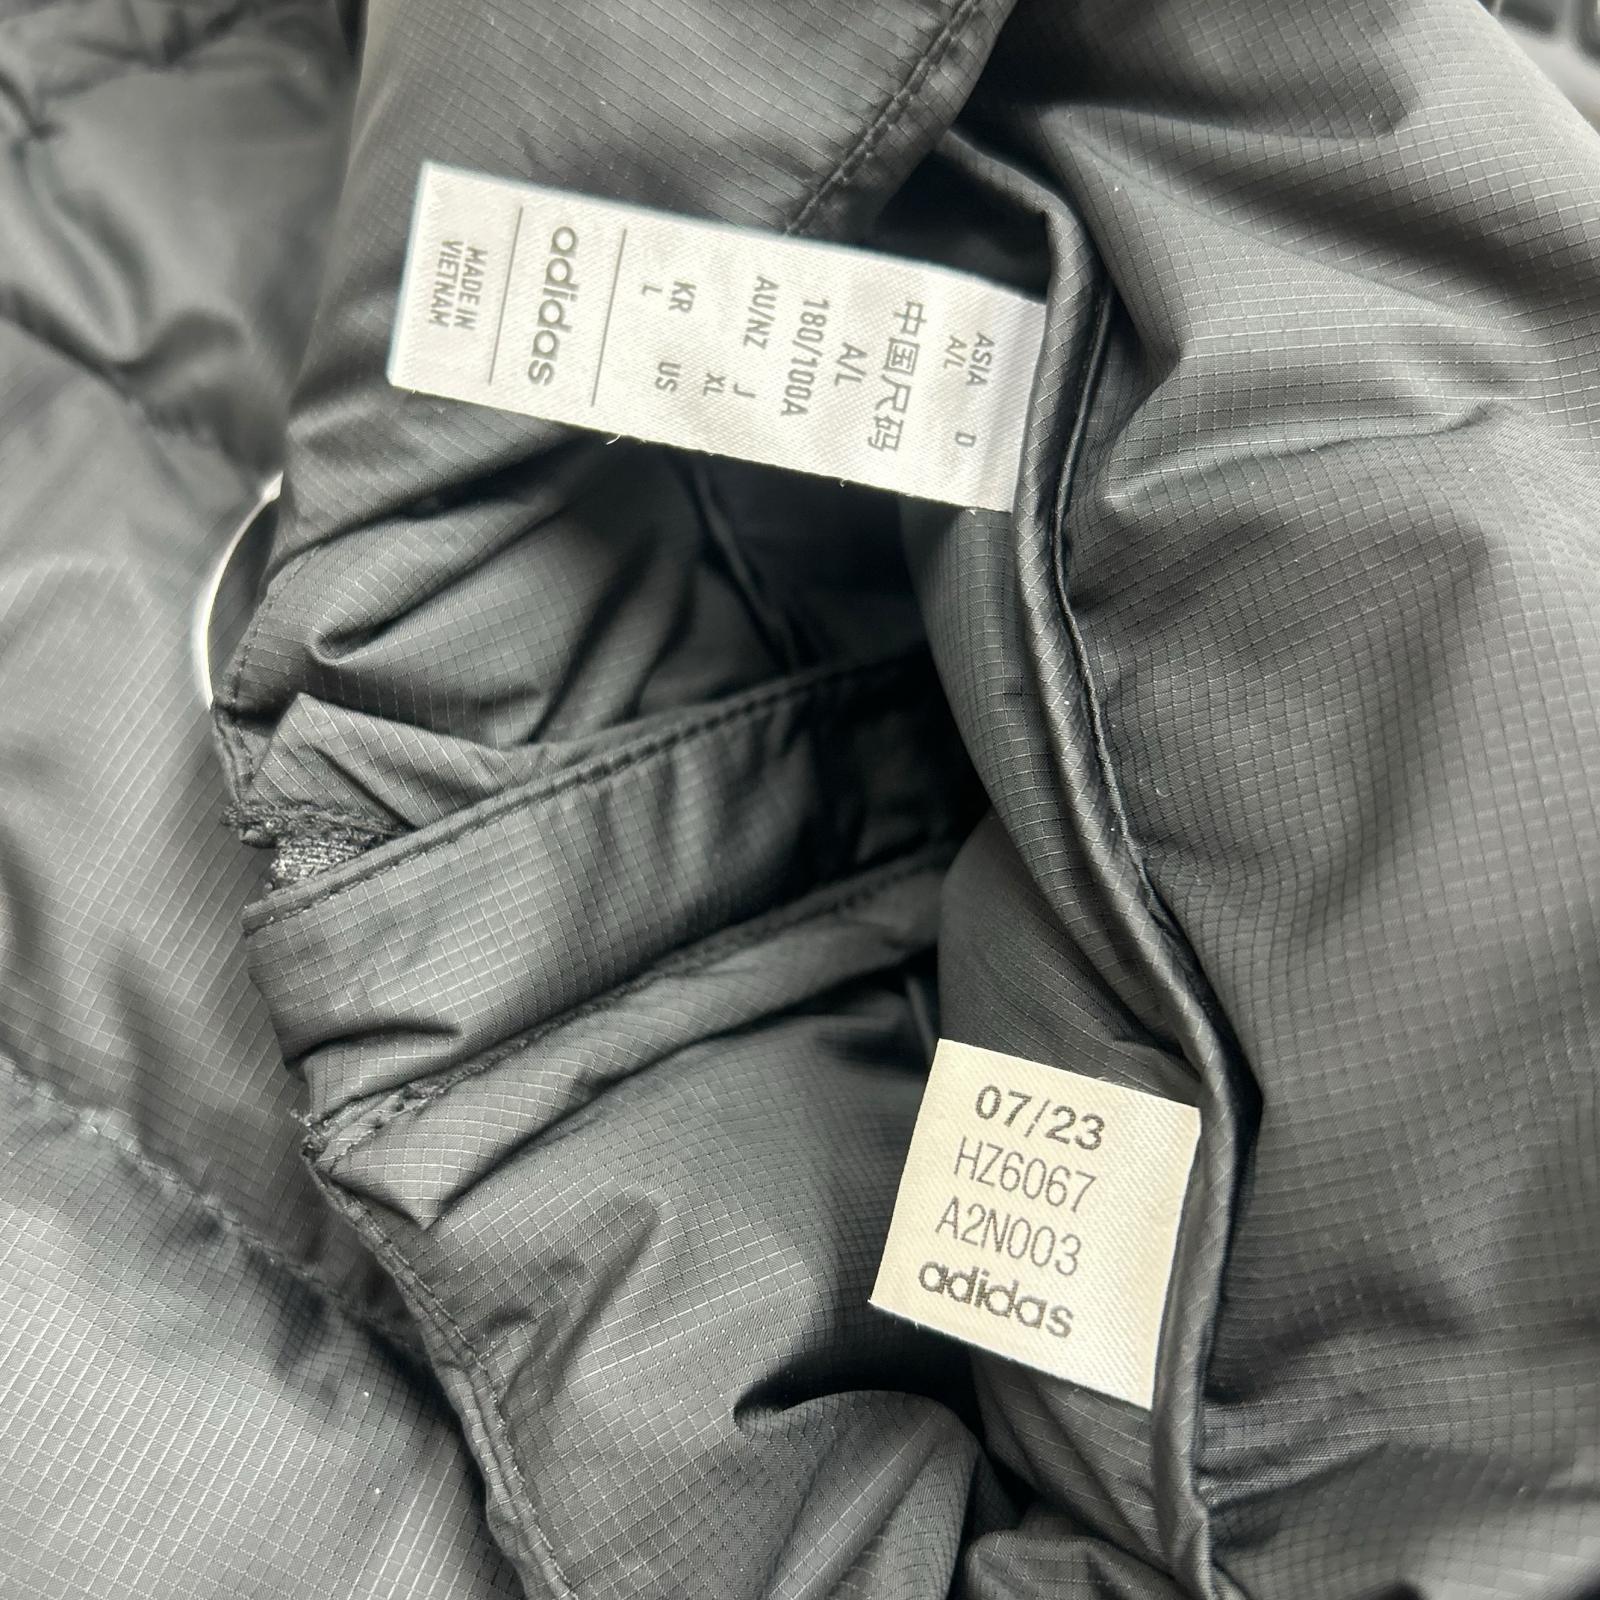 ASIA D
A/L
中国尺码
A/L
180/100A
AU/NZ J
XL
KR US
L
adidas
MADE IN
VIETNAM
07/23
HZ6067
A2N003
adidas